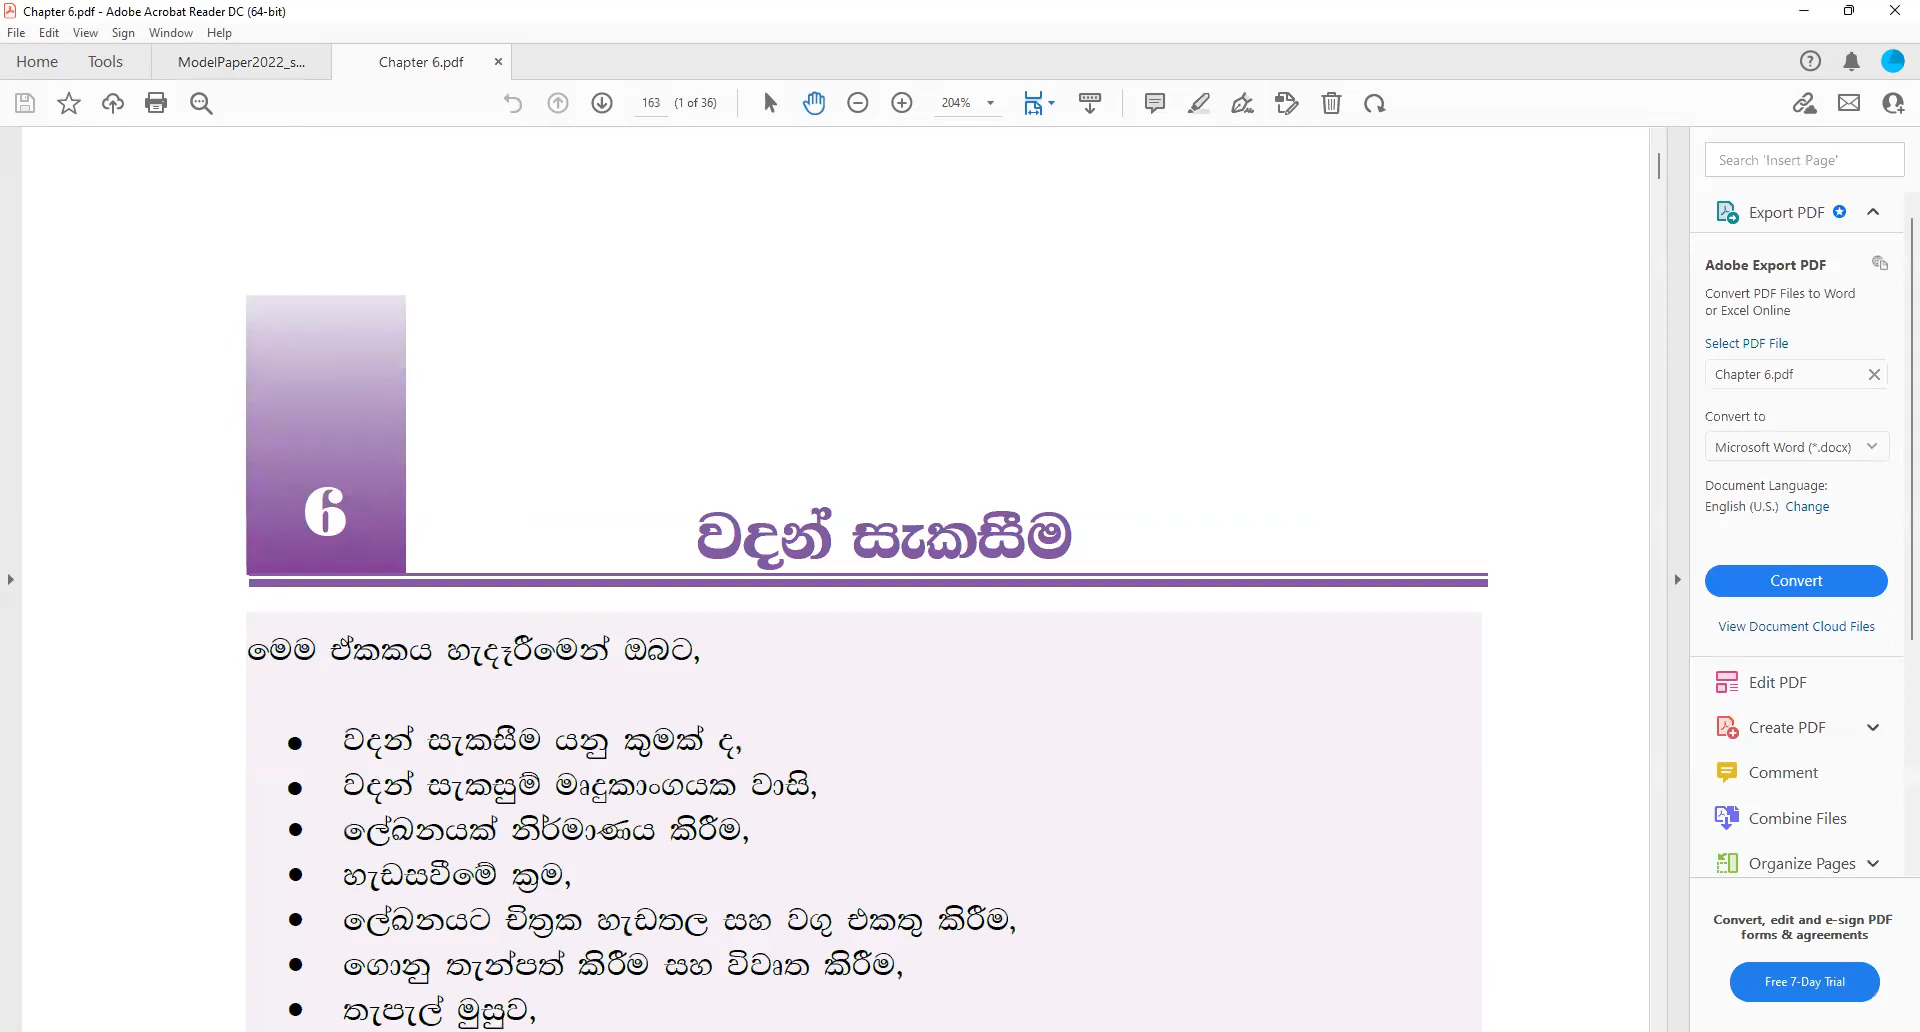 Chapter 6.pdf - Adobe Acrobat Reader DC (64-bit)
File Edit View Sign Window Help
Home Tools ModelPaper2022_s... Chapter 6.pdf
163 (1 of 36) 204%
Search 'Insert Page'
Export PDF
Adobe Export PDF
Convert PDF Files to Word
or Excel Online
Select PDF File
Chapter 6.pdf
Convert to
Microsoft Word (*.docx)
Document Language:
English (U.S.) Change
Convert
View Document Cloud Files
Edit PDF
Create PDF
Comment
Combine Files
Organize Pages
Convert, edit and e-sign PDF
forms & agreements
Free 7-Day Trial
6
වදන් සැකසීම
මෙම ඒකකය හැදෑරීමෙන් ඔබට,
● වදන් සැකසීම යනු කුමක් ද,
● වදන් සැකසුම් මෘදුකාංගයක වාසි,
● ලේඛනයක් නිර්මාණය කිරීම,
● හැඩසවීමේ ක්‍රම,
● ලේඛනයට චිත්‍රක හැඩතල සහ වගු එකතු කිරීම,
● ගොනු තැන්පත් කිරීම සහ විවෘත කිරීම,
● තැපැල් මුසුව,